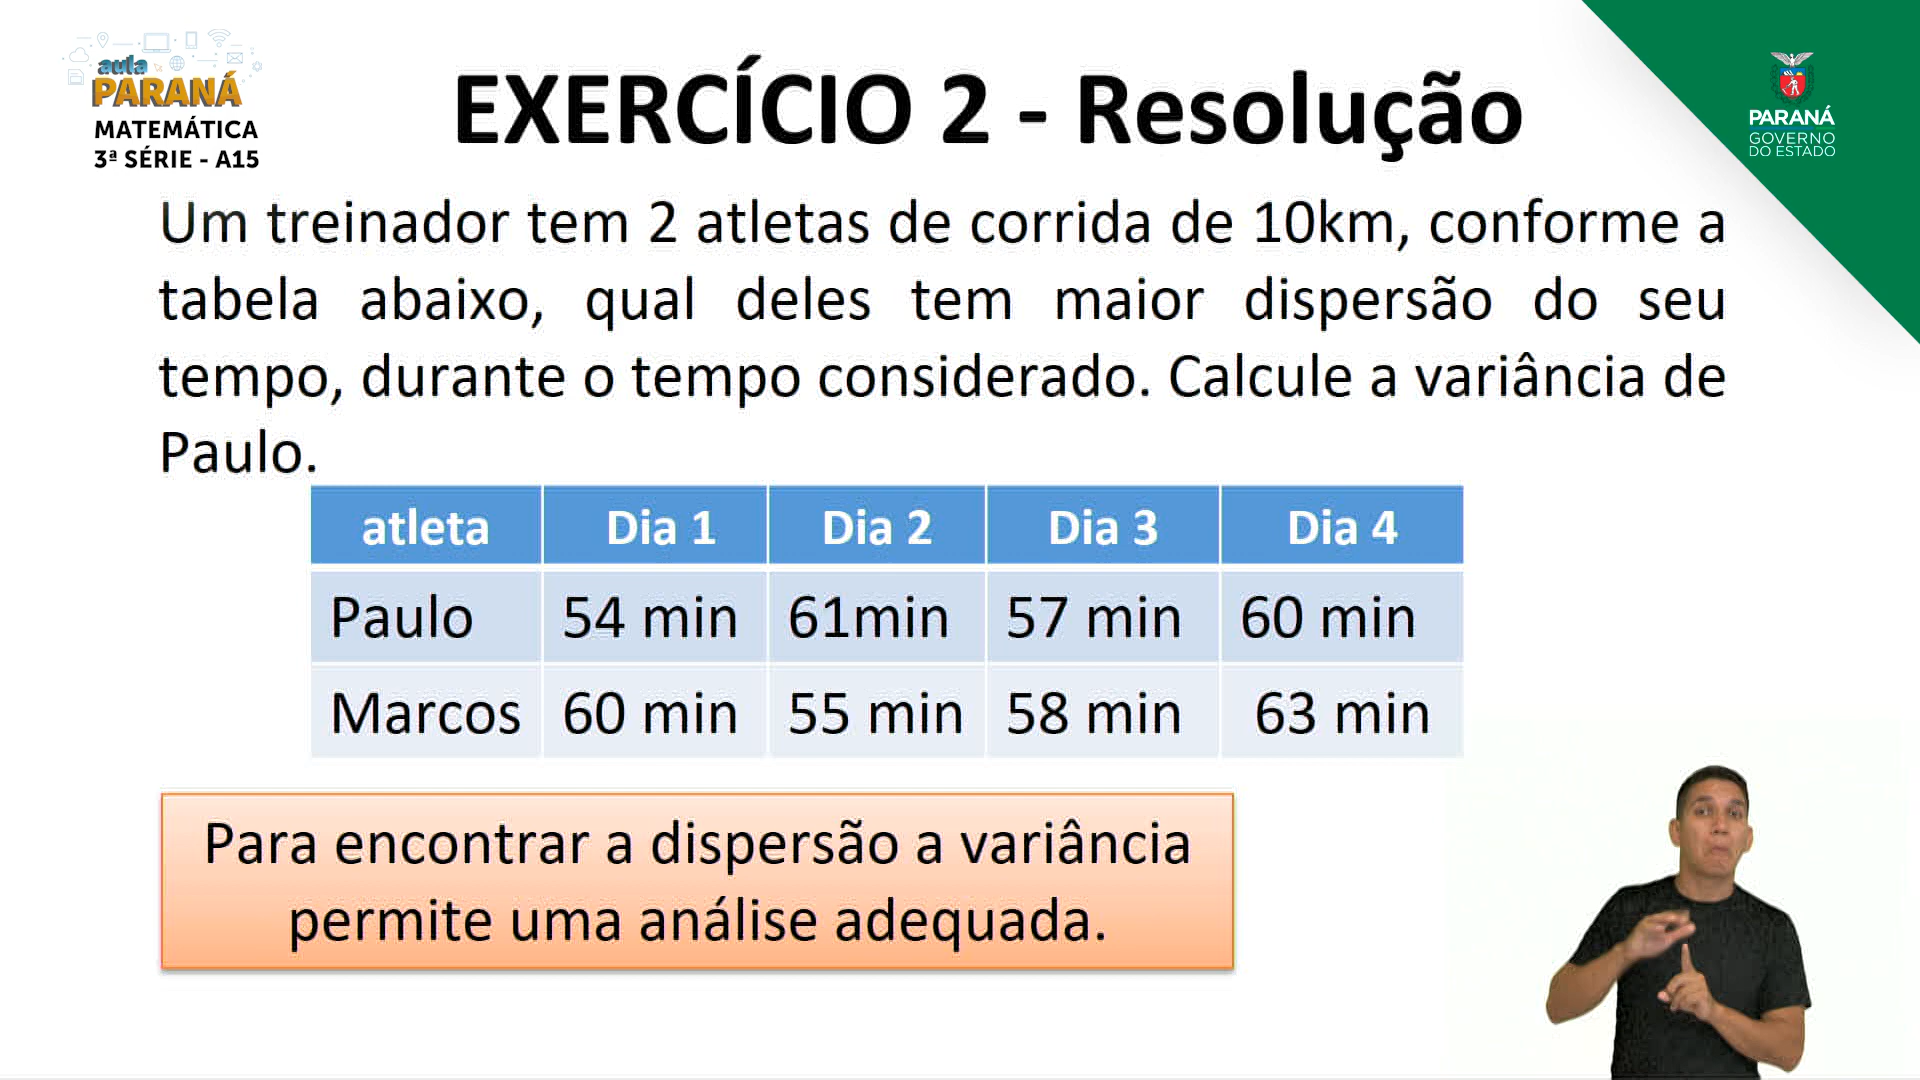 aula
PARANÁ
MATEMÁTICA
3ª SÉRIE - A15
EXERCÍCIO 2 - Resolução
PARANÁ
GOVERNO
DO ESTADO
Um treinador tem 2 atletas de corrida de 10km, conforme a
tabela abaixo, qual deles tem maior dispersão do seu
tempo, durante o tempo considerado. Calcule a variância de
Paulo.
atleta Dia 1 Dia 2 Dia 3 Dia 4
Paulo 54 min 61min 57 min 60 min
Marcos 60 min 55 min 58 min 63 min
Para encontrar a dispersão a variância
permite uma análise adequada.